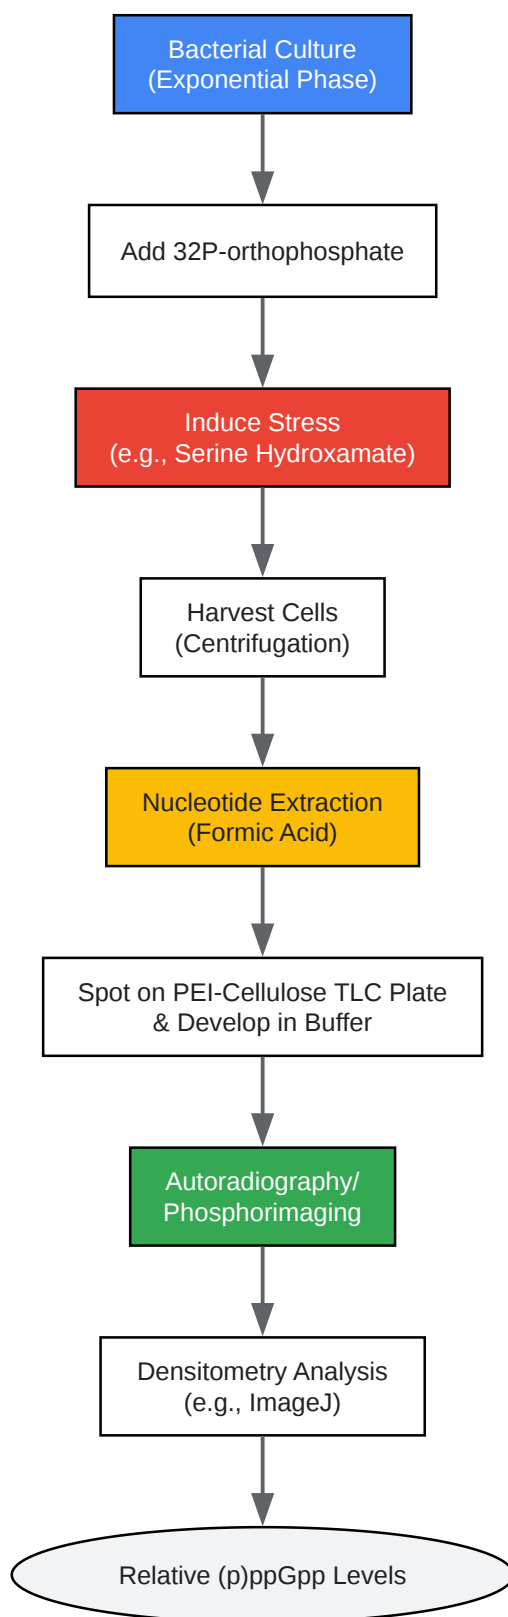 Bacterial Culture
(Exponential Phase)
Add 32P-orthophosphate
Induce Stress
(e.g., Serine Hydroxamate)
Harvest Cells
(Centrifugation)
Nucleotide Extraction
(Formic Acid)
Spot on PEI-Cellulose TLC Plate
& Develop in Buffer
Autoradiography/
Phosphorimaging
Densitometry Analysis
(e.g., ImageJ)
Relative (p)ppGpp Levels